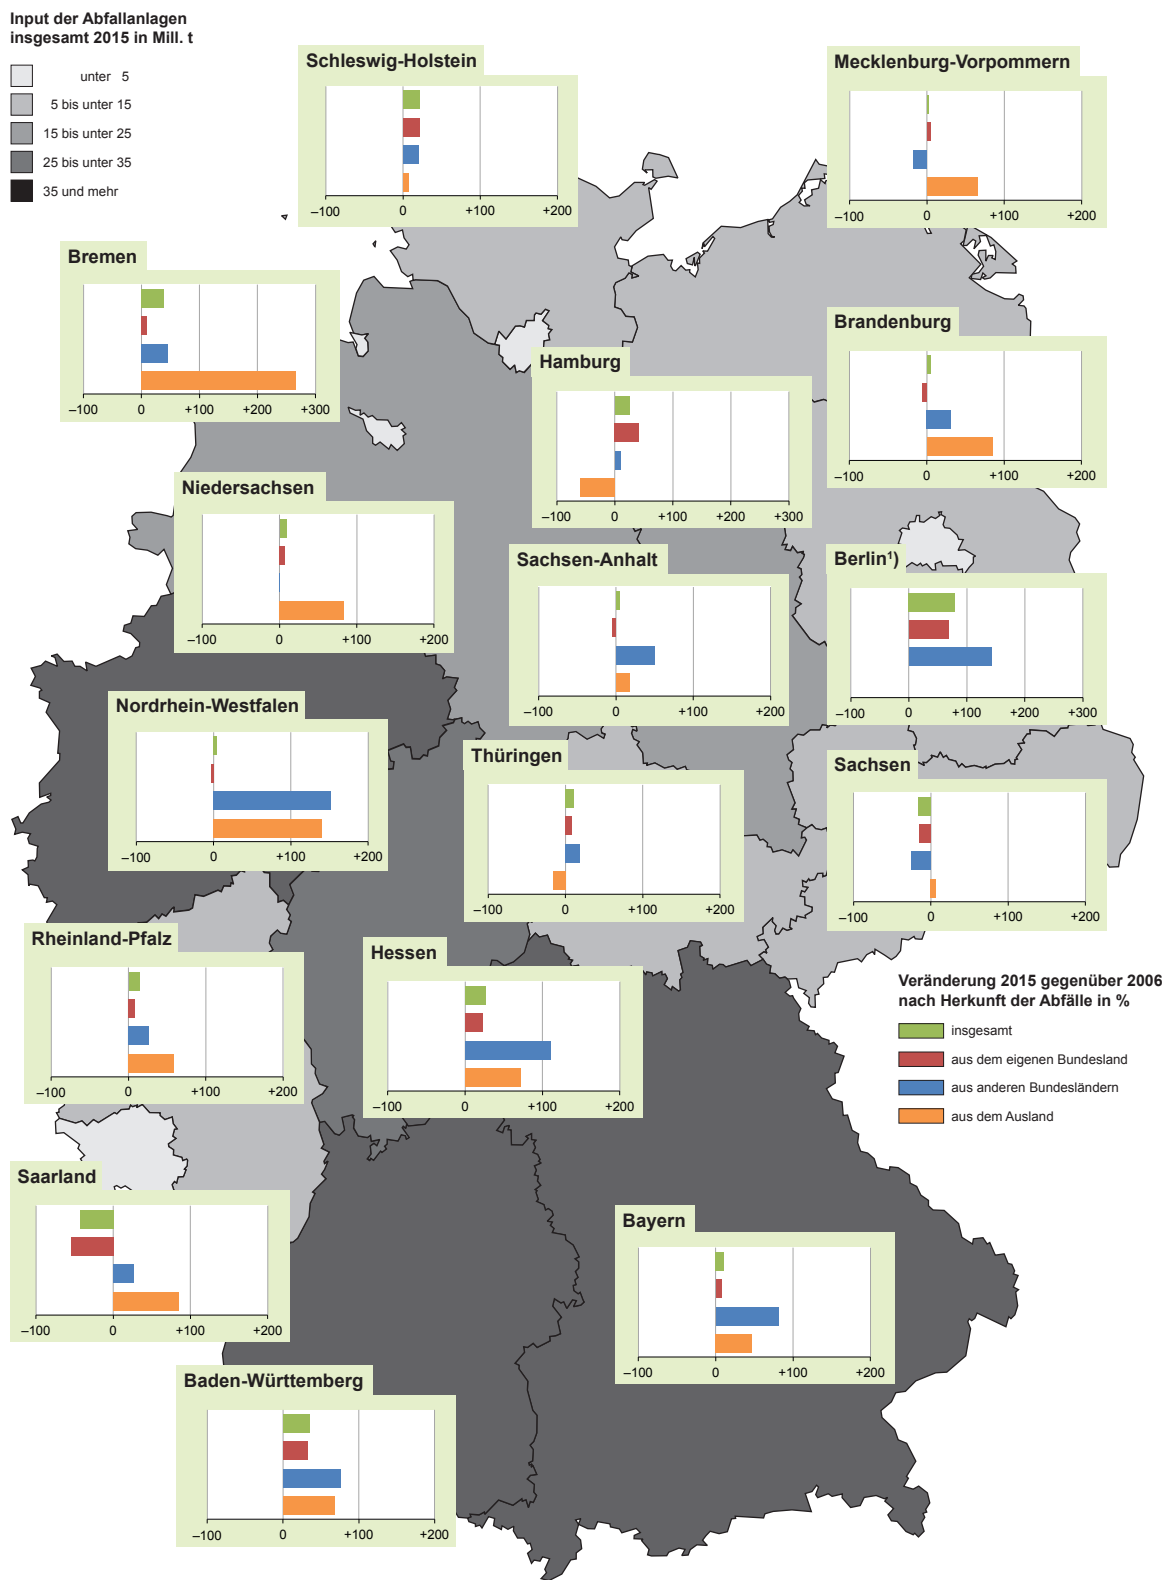 Input der Abfallanlagen
insgesamt 2015 in Mill. t
unter 5
5 bis unter 15
15 bis unter 25
25 bis unter 35
35 und mehr
Schleswig-Holstein
–100 0 +100 +200
Mecklenburg-Vorpommern
–100 0 +100 +200
Bremen
–100 0 +100 +200 +300
Brandenburg
–100 0 +100 +200
Hamburg
–100 0 +100 +200 +300
Niedersachsen
–100 0 +100 +200
Sachsen-Anhalt
–100 0 +100 +200
Berlin¹)
–100 0 +100 +200 +300
Nordrhein-Westfalen
–100 0 +100 +200
Thüringen
–100 0 +100 +200
Sachsen
–100 0 +100 +200
Rheinland-Pfalz
–100 0 +100 +200
Hessen
–100 0 +100 +200
Veränderung 2015 gegenüber 2006
nach Herkunft der Abfälle in %
insgesamt
aus dem eigenen Bundesland
aus anderen Bundesländern
aus dem Ausland
Saarland
–100 0 +100 +200
Bayern
–100 0 +100 +200
Baden-Württemberg
–100 0 +100 +200